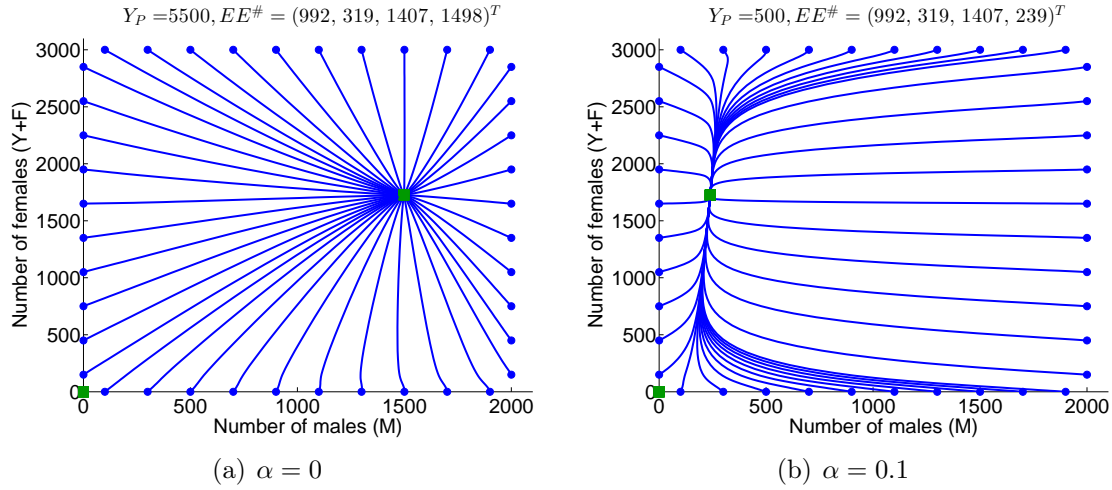 Y_P =5500, EE^# = (992, 319, 1407, 1498)^T
3000
2500
2000
1500
1000
500
0
Number of females (Y+F)
0 500 1000 1500 2000
Number of males (M)
(a) α = 0
Y_P =500, EE^# = (992, 319, 1407, 239)^T
3000
2500
2000
1500
1000
500
0
Number of females (Y+F)
0 500 1000 1500 2000
Number of males (M)
(b) α = 0.1